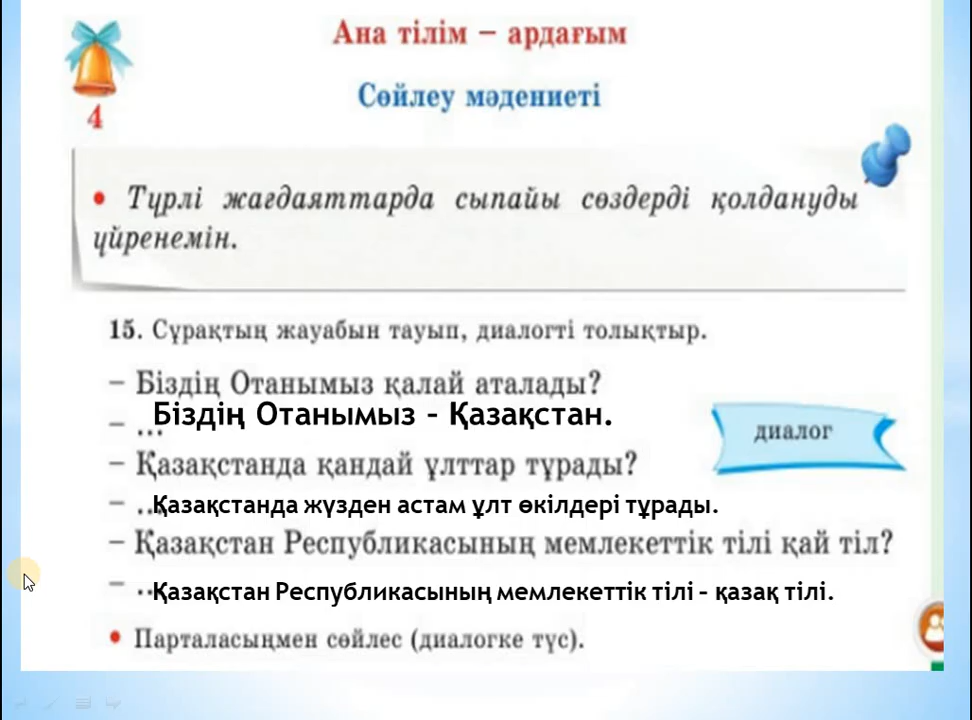 Ана тілім – ардағым
4
Сөйлеу мәдениеті
• Түрлі жағдаяттарда сыпайы сөздерді қолдануды
үйренемін.
15. Сұрақтың жауабын тауып, диалогті толықтыр.
– Біздің Отанымыз қалай аталады?
– ... Біздің Отанымыз – Қазақстан.
диалог
– Қазақстанда қандай ұлттар тұрады?
– ... Қазақстанда жүзден астам ұлт өкілдері тұрады.
– Қазақстан Республикасының мемлекеттік тілі қай тіл?
– ... Қазақстан Республикасының мемлекеттік тілі – қазақ тілі.
• Парталасыңмен сөйлес (диалогке түс).